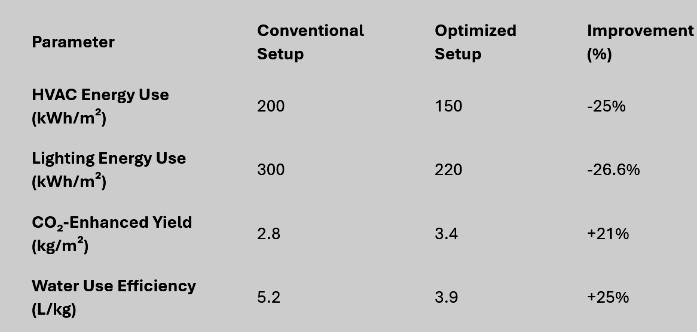 Parameter Conventional Setup Optimized Setup Improvement (%)
HVAC Energy Use (kWh/m²) 200 150 -25%
Lighting Energy Use (kWh/m²) 300 220 -26.6%
CO₂-Enhanced Yield (kg/m²) 2.8 3.4 +21%
Water Use Efficiency (L/kg) 5.2 3.9 +25%